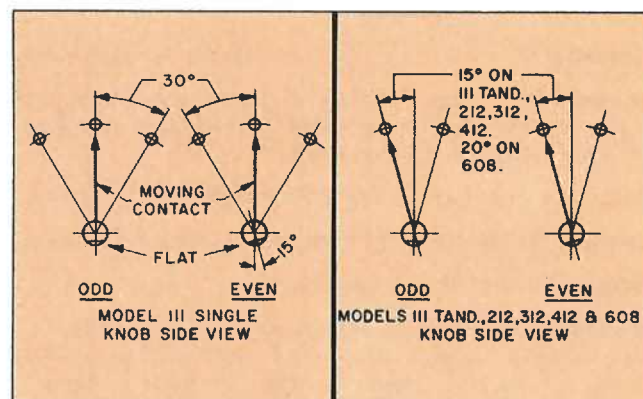 30°
MOVING
CONTACT
FLAT
15°
ODD
EVEN
MODEL III SINGLE
KNOB SIDE VIEW
15° ON
III TAND.,
212,312,
412.
20° ON
608.
ODD
EVEN
MODELS III TAND.,212,312,412 & 608
KNOB SIDE VIEW